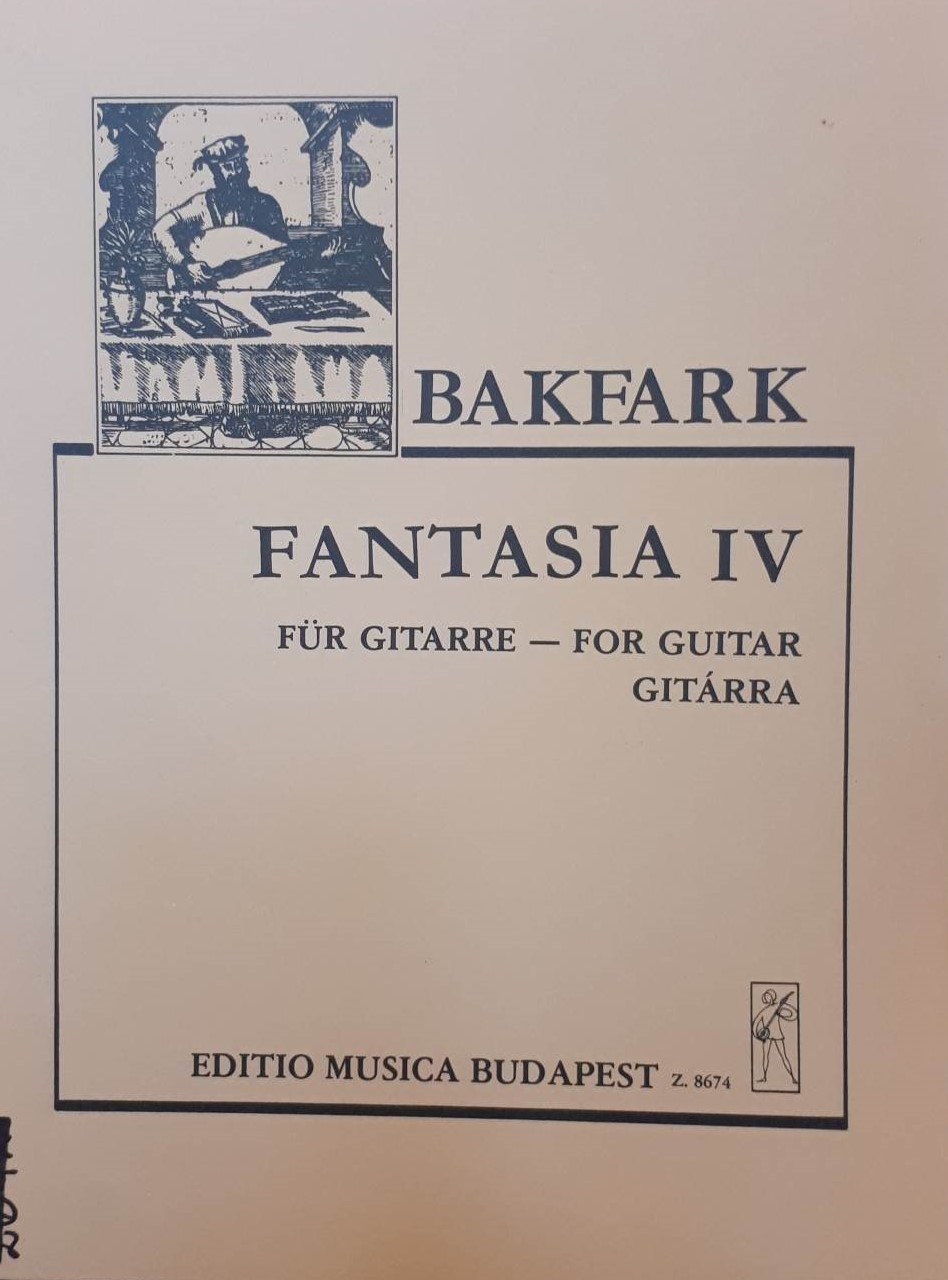 BAKFARK
FANTASIA IV
FÜR GITARRE — FOR GUITAR
GITÁRRA
EDITIO MUSICA BUDAPEST Z. 8674